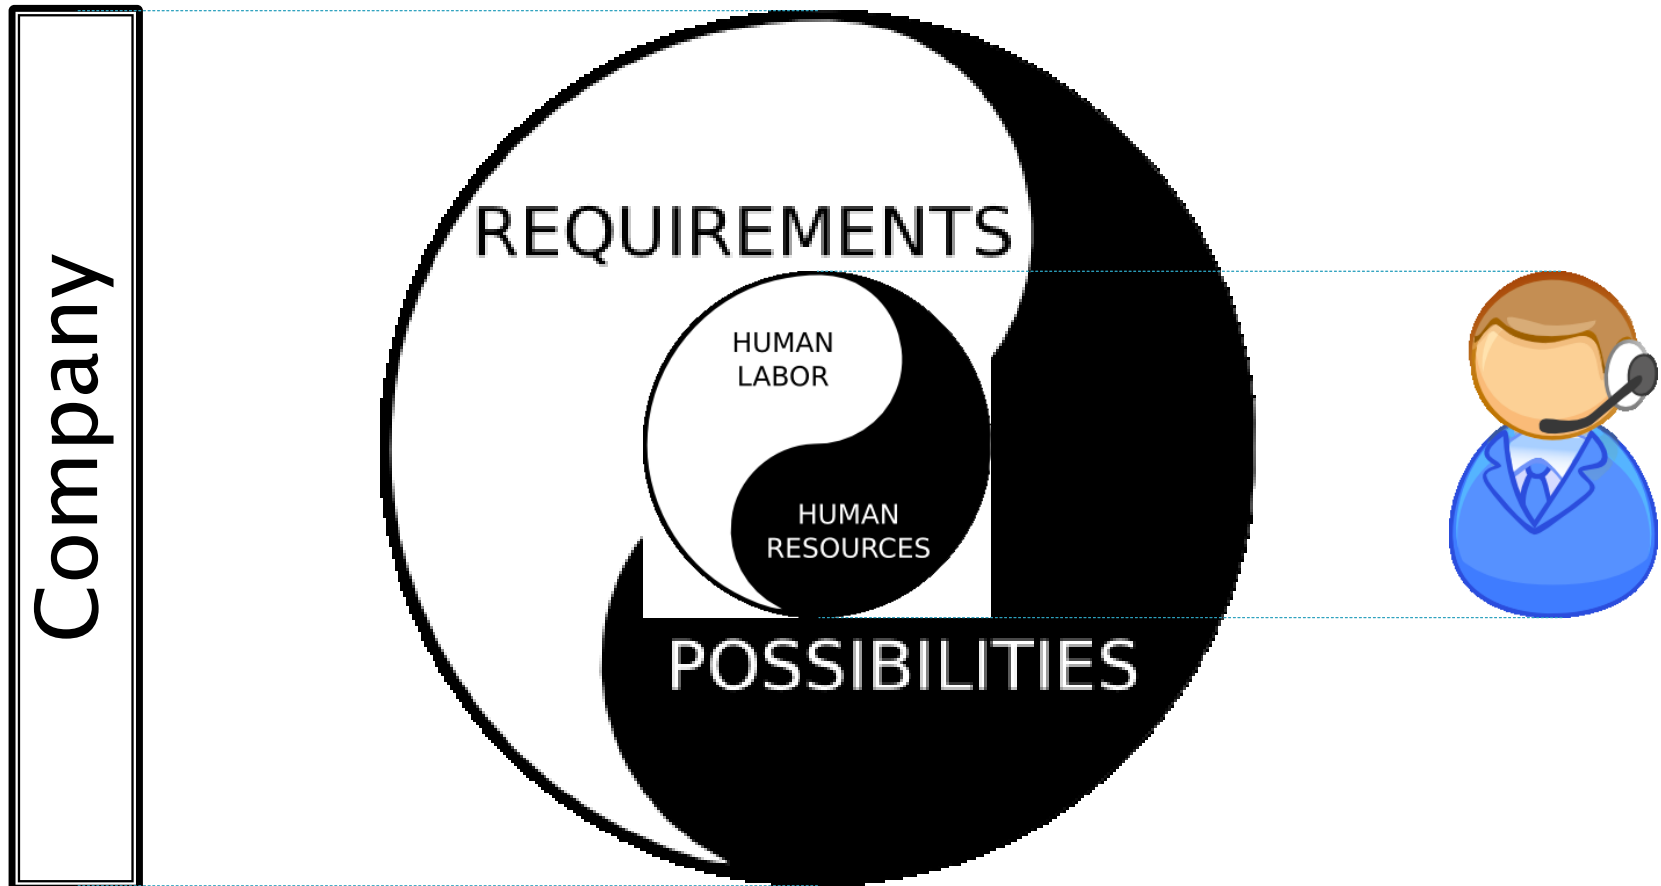 Company
REQUIREMENTS
HUMAN
LABOR
HUMAN
RESOURCES
POSSIBILITIES